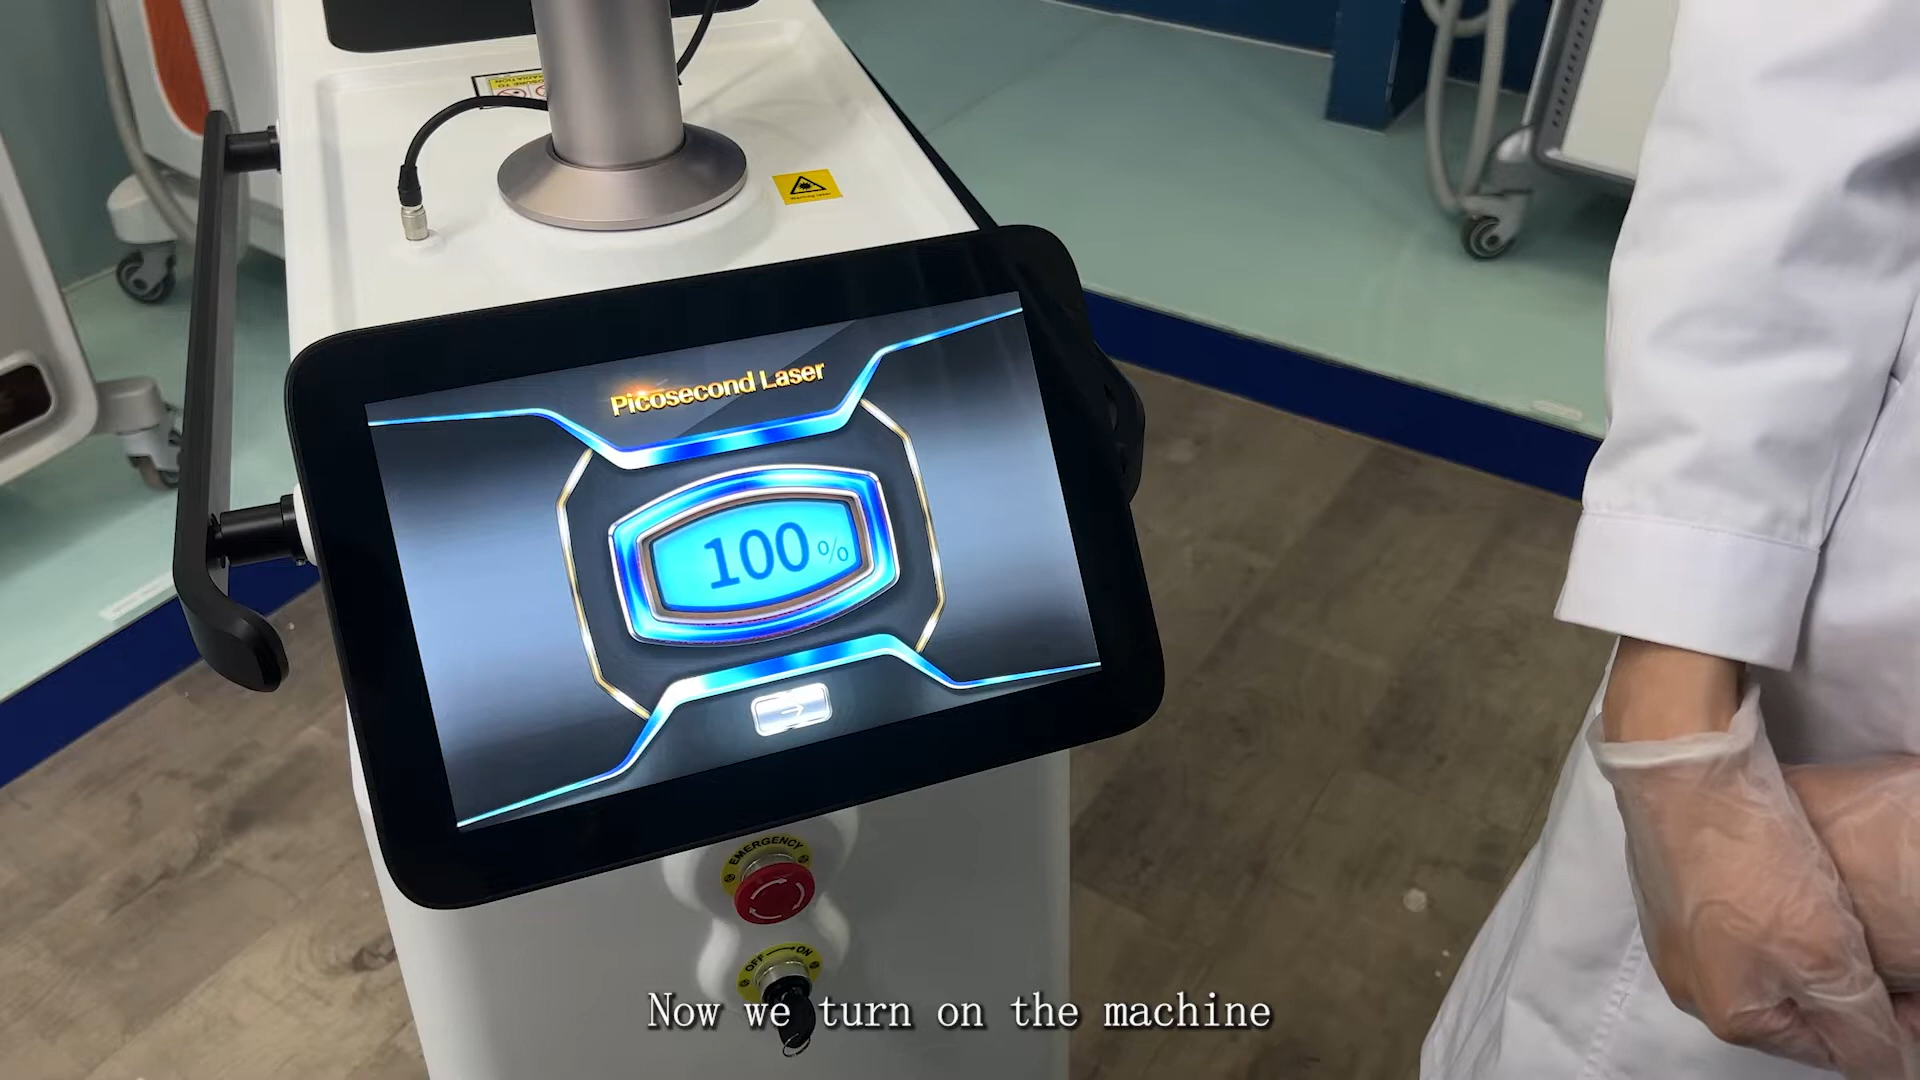 Picosecond Laser
100 %
EMERGENCY
OFF ON
Now we turn on the machine